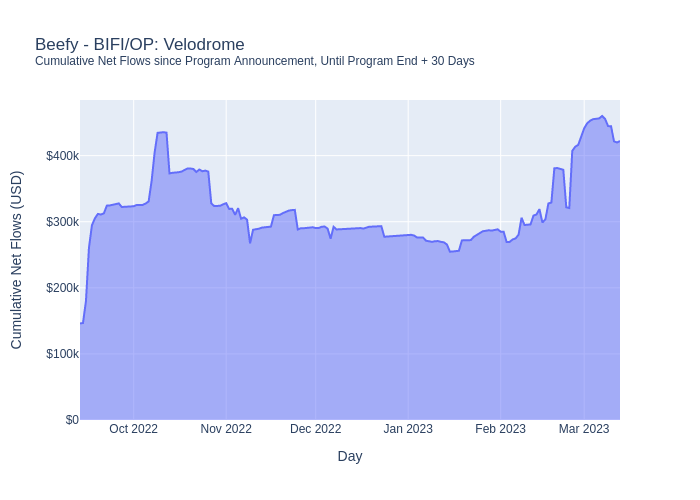 Beefy - BIFI/OP: Velodrome
Cumulative Net Flows since Program Announcement, Until Program End + 30 Days
Cumulative Net Flows (USD)
$400k
$300k
$200k
$100k
$0
Oct 2022
Nov 2022
Dec 2022
Jan 2023
Feb 2023
Mar 2023
Day